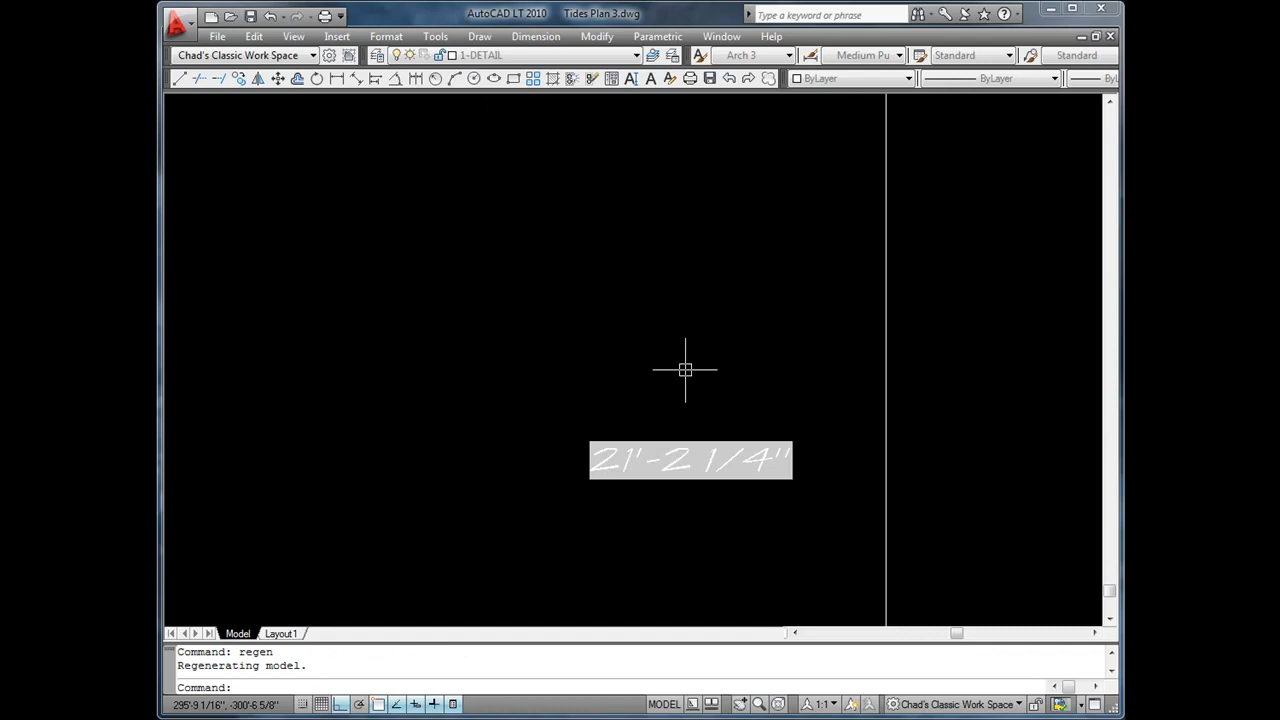 AutoCAD LT 2010 Tides Plan 3.dwg
Type a keyword or phrase
File Edit View Insert Format Tools Draw Dimension Modify Parametric Window Help
Chad's Classic Work Space 1-DETAIL Arch 3 Medium Pu Standard Standard
ByLayer ByLayer ByL
21'-2 1/4"
Model Layout1
Command: regen
Regenerating model.
Command:
295'-9 1/16", -300'-6 5/8" MODEL 1:1 Chad's Classic Work Space